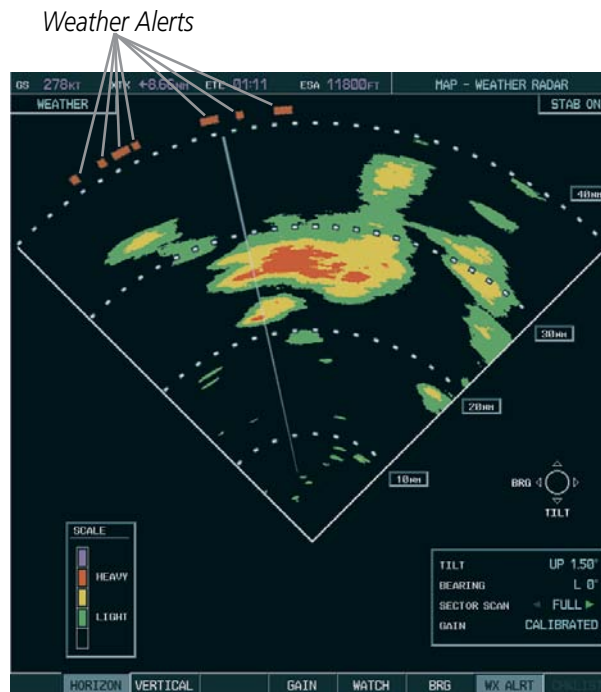 Weather Alerts
GS 278KT XTK +8.66NM ETE 01:11 ESA 11800FT MAP - WEATHER RADAR
WEATHER STAB ON
40NM
30NM
20NM
10NM
BRG
TILT
SCALE
HEAVY
LIGHT
TILT UP 1.50°
BEARING L 0°
SECTOR SCAN FULL
GAIN CALIBRATED
HORIZON VERTICAL GAIN WATCH BRG WX ALRT CHKLIST